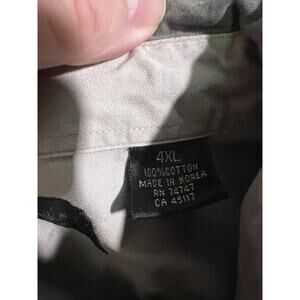 4XL
100%COTTON
MADE IN KOREA
RN 74747
CA 45117